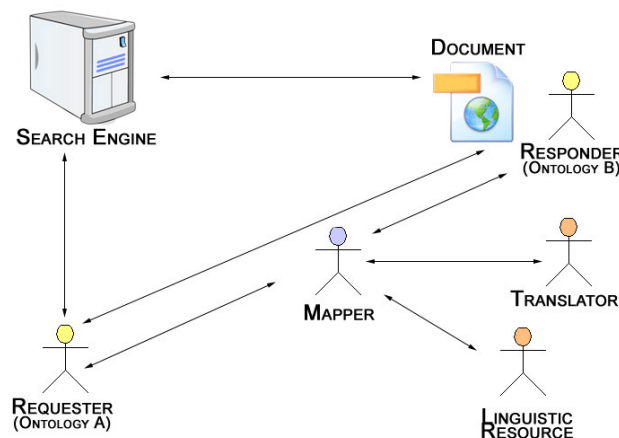 DOCUMENT
SEARCH ENGINE
RESPONDER
(ONTOLOGY B)
MAPPER
TRANSLATOR
REQUESTER
(ONTOLOGY A)
LINGUISTIC
RESOURCE